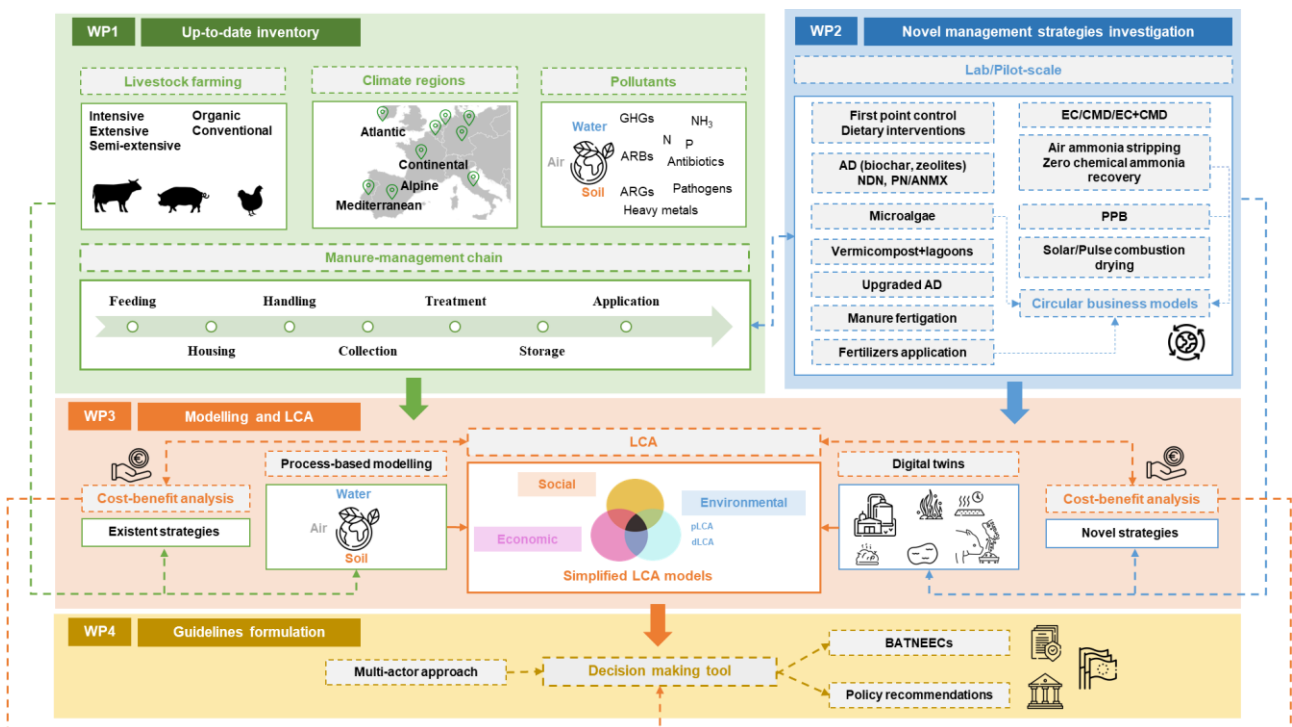 WP1
Up-to-date inventory
Livestock farming
Intensive
Extensive
Semi-extensive
Organic
Conventional
Climate regions
Atlantic
Continental
Alpine
Mediterranean
Pollutants
Water
Air
Soil
GHGs
NH3
N
P
ARBs
Antibiotics
ARGs
Pathogens
Heavy metals
Manure-management chain
Feeding
Handling
Treatment
Application
Housing
Collection
Storage
WP2
Novel management strategies investigation
Lab/Pilot-scale
First point control
Dietary interventions
AD (biochar, zeolites)
NDN, PN/ANMX
Microalgae
Vermicompost+lagoons
Upgraded AD
Manure fertigation
Fertilizers application
EC/CMD/EC+CMD
Air ammonia stripping
Zero chemical ammonia
recovery
PPB
Solar/Pulse combustion
drying
Circular business models
WP3
Modelling and LCA
Cost-benefit analysis
Existent strategies
Process-based modelling
Water
Air
Soil
LCA
Social
Environmental
pLCA
dLCA
Economic
Simplified LCA models
Digital twins
Cost-benefit analysis
Novel strategies
WP4
Guidelines formulation
Multi-actor approach
Decision making tool
BATNEECs
Policy recommendations